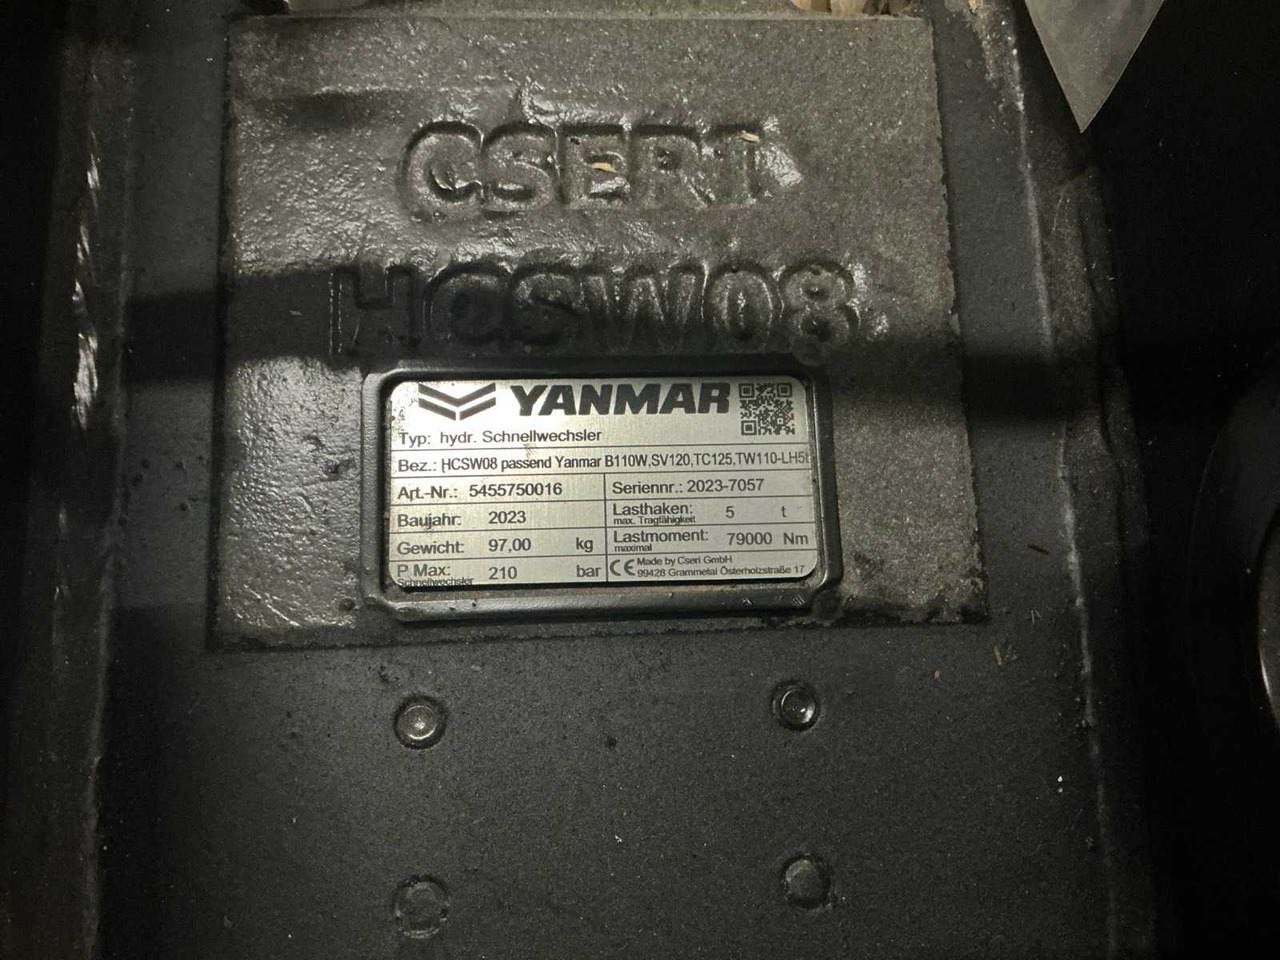 CSERI
HCSW08
YANMAR
Typ: hydr. Schnellwechsler
Bez.: HCSW08 passend Yanmar B110W,SV120,TC125,TW110-LH5t
Art.-Nr.: 5455750016 Seriennr.: 2023-7057
Baujahr: 2023 Lasthaken: max. Tragfähigkeit 5 t
Gewicht: 97,00 kg Lastmoment: maximal 79000 Nm
P Max: Schnellwechsler 210 bar CE Made by Cseri GmbH
99428 Grammetal Österholzstraße 17